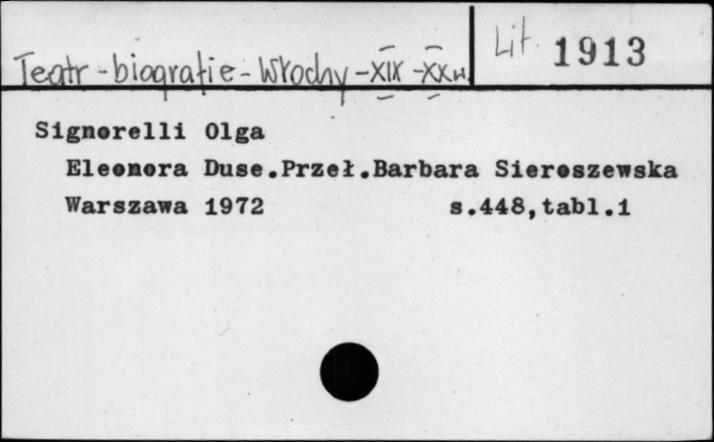 Teatr - biografie - Włochy - XIX - XX w.
Lit. 1913
Signorelli Olga
Eleonora Duse.Przeł.Barbara Sieroszewska
Warszawa 1972 s.448,tabl.1